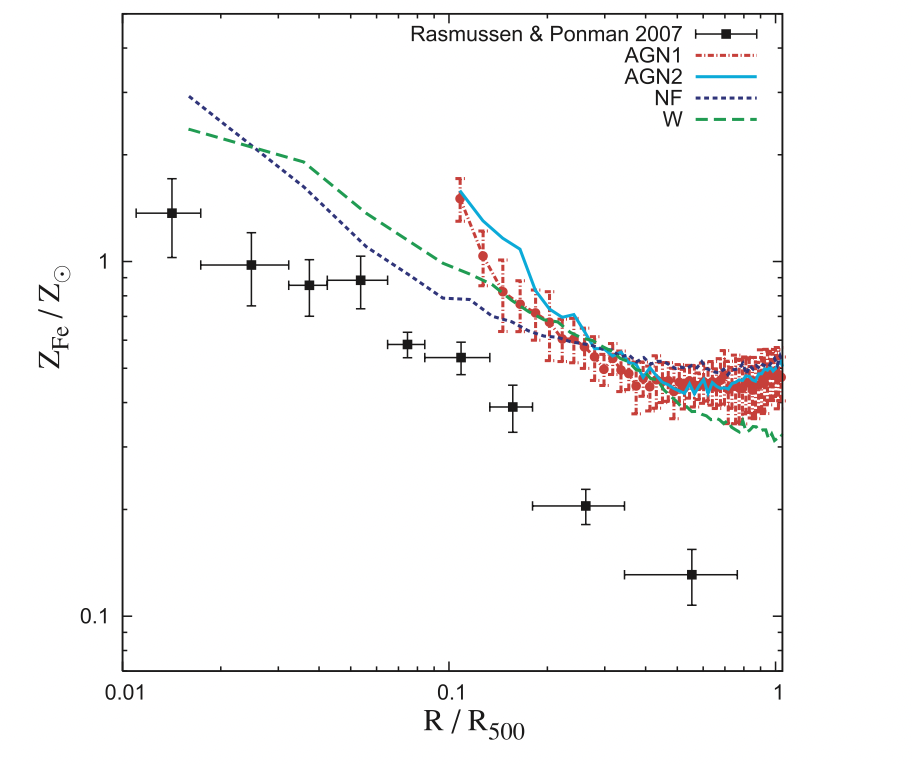 Rasmussen & Ponman 2007
AGN1
AGN2
NF
W
1
0.1
Z_Fe / Z_☉
0.01
0.1
1
R / R_500